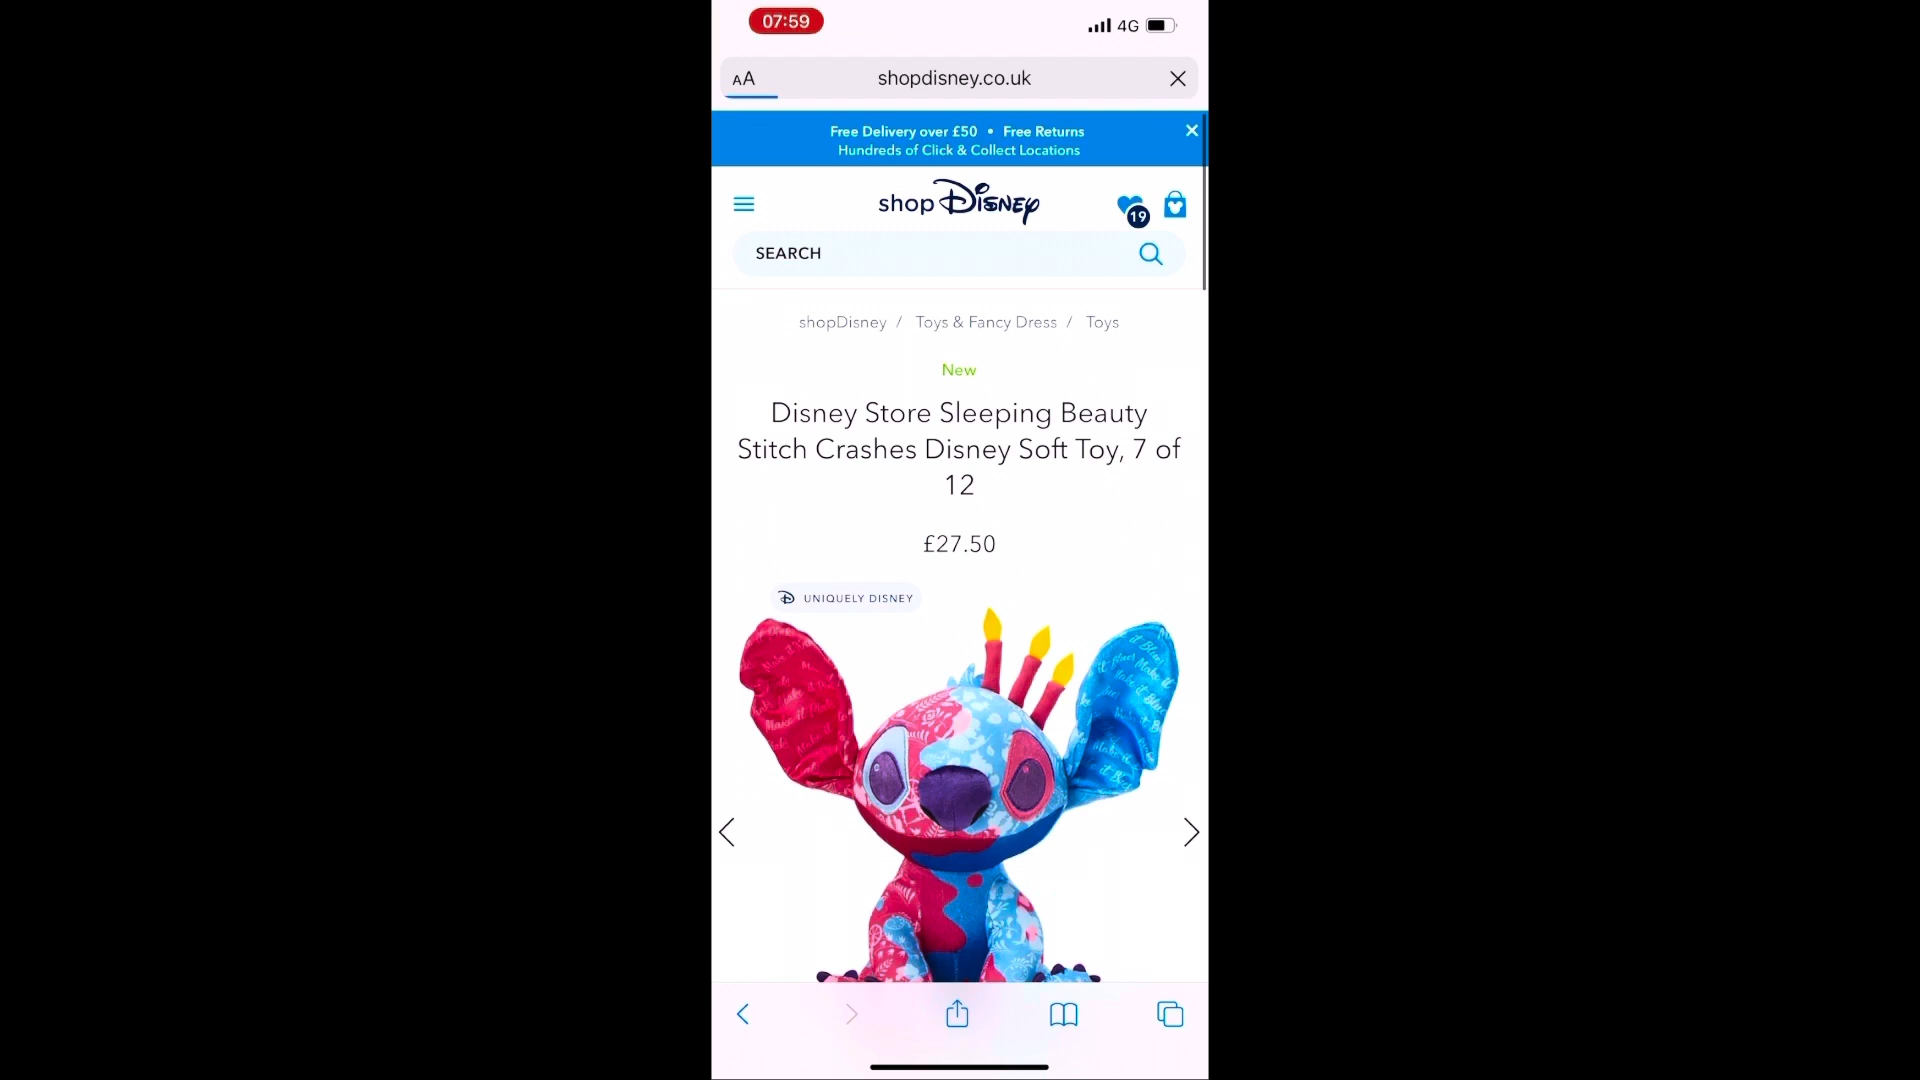 07:59
4G
AA
shopdisney.co.uk
Free Delivery over £50 • Free Returns
Hundreds of Click & Collect Locations
shop Disney
19
SEARCH
shopDisney / Toys & Fancy Dress / Toys
New
Disney Store Sleeping Beauty
Stitch Crashes Disney Soft Toy, 7 of
12
£27.50
UNIQUELY DISNEY